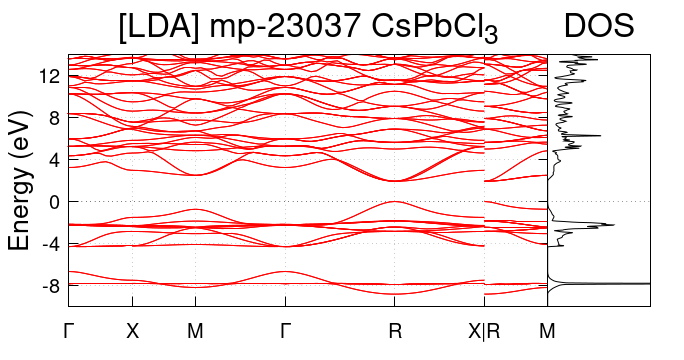 [LDA] mp-23037 CsPbCl3 DOS
Energy (eV)
12
8
4
0
-4
-8
Γ X M Γ R X|R M